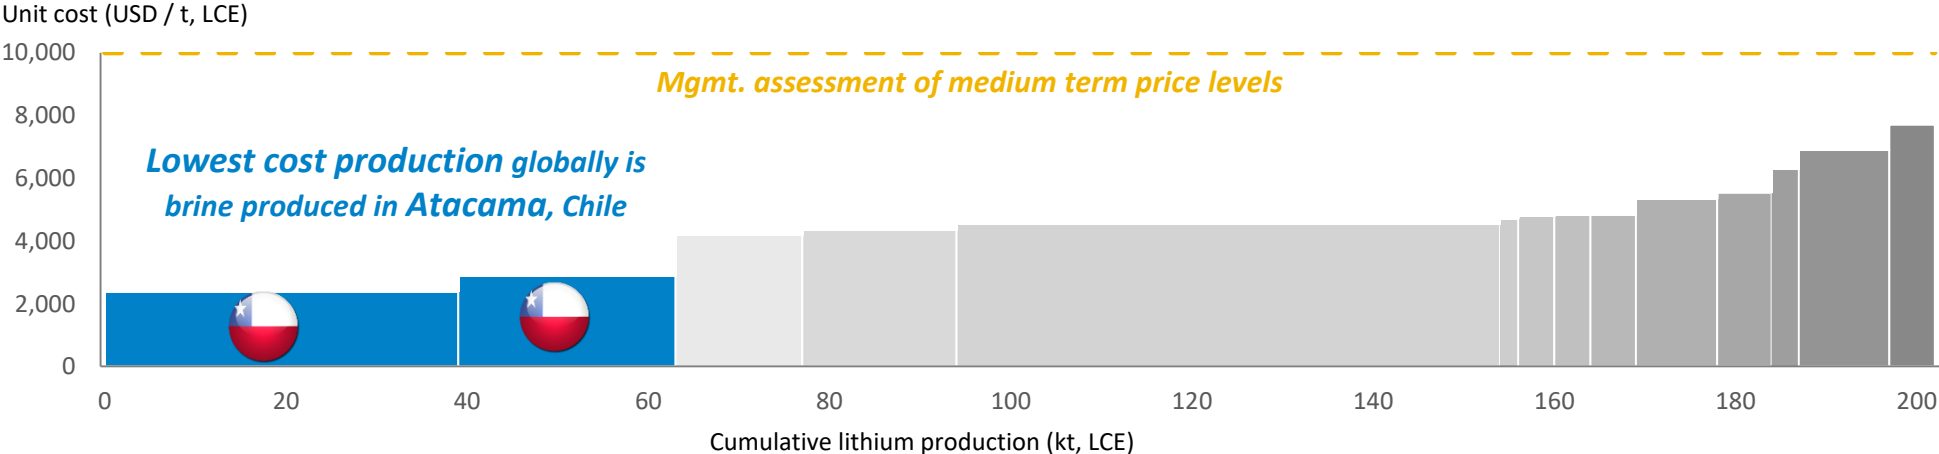 Unit cost (USD / t, LCE)
10,000
Mgmt. assessment of medium term price levels
8,000
Lowest cost production globally is
brine produced in Atacama, Chile
6,000
4,000
2,000
0
0 20 40 60 80 100 120 140 160 180 200
Cumulative lithium production (kt, LCE)